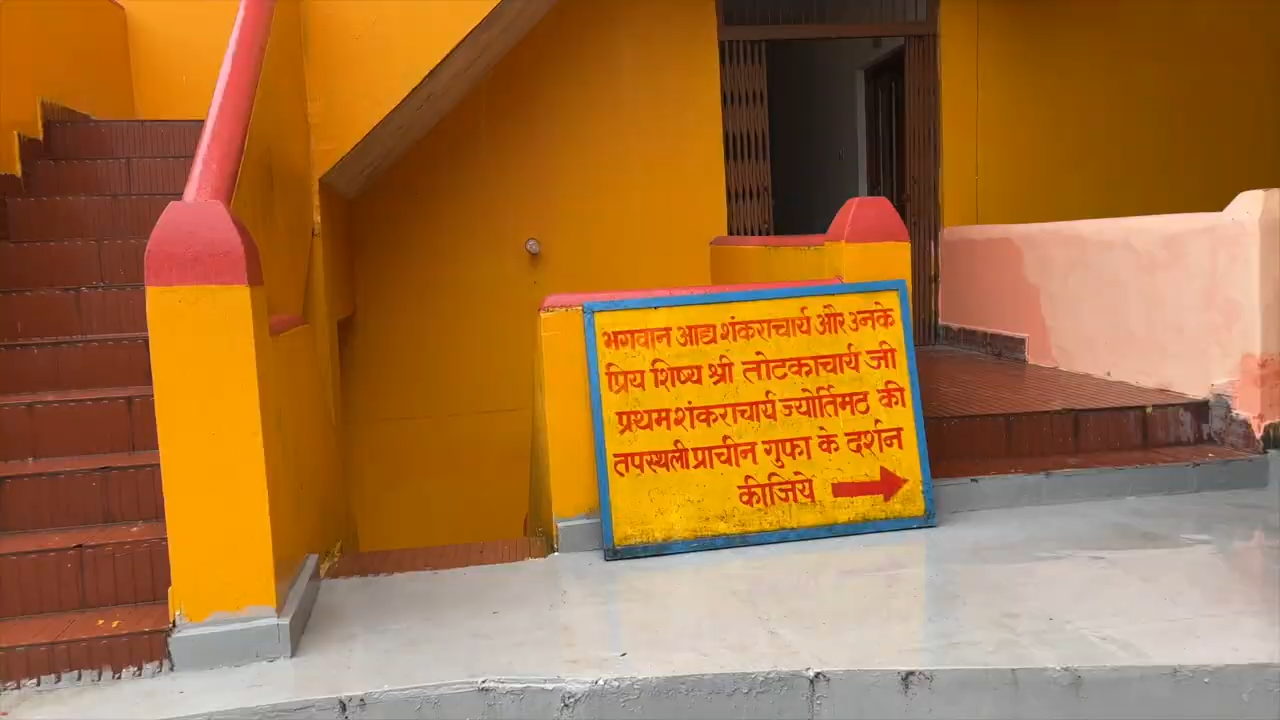 भगवान आद्य शंकराचार्य और उनके
प्रिय शिष्य श्री तोटकाचार्य जी
प्रथम शंकराचार्य ज्योर्तिमठ की
तपस्थली प्राचीन गुफा के दर्शन
कीजिये